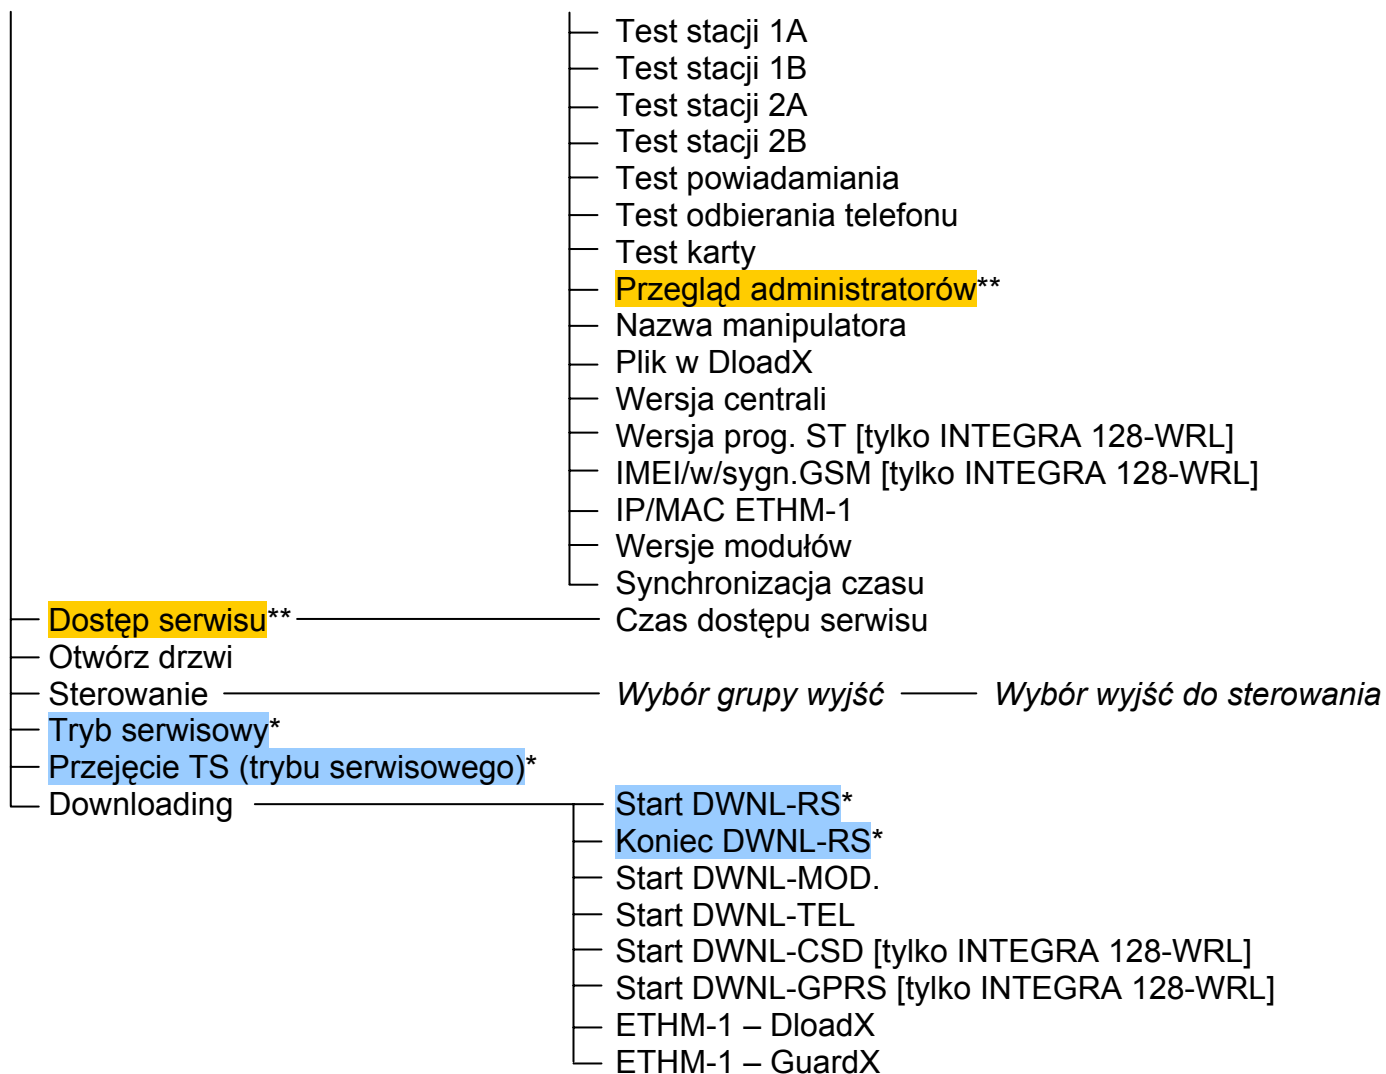 Test stacji 1A
Test stacji 1B
Test stacji 2A
Test stacji 2B
Test powiadamiania
Test odbierania telefonu
Test karty
Przegląd administratorów**
Nazwa manipulatora
Plik w DloadX
Wersja centrali
Wersja prog. ST [tylko INTEGRA 128-WRL]
IMEI/w/sygn.GSM [tylko INTEGRA 128-WRL]
IP/MAC ETHM-1
Wersje modułów
Synchronizacja czasu
Dostęp serwisu** Czas dostępu serwisu
Otwórz drzwi
Sterowanie Wybór grupy wyjść Wybór wyjść do sterowania
Tryb serwisowy*
Przejęcie TS (trybu serwisowego)*
Downloading Start DWNL-RS*
Koniec DWNL-RS*
Start DWNL-MOD.
Start DWNL-TEL
Start DWNL-CSD [tylko INTEGRA 128-WRL]
Start DWNL-GPRS [tylko INTEGRA 128-WRL]
ETHM-1 – DloadX
ETHM-1 – GuardX